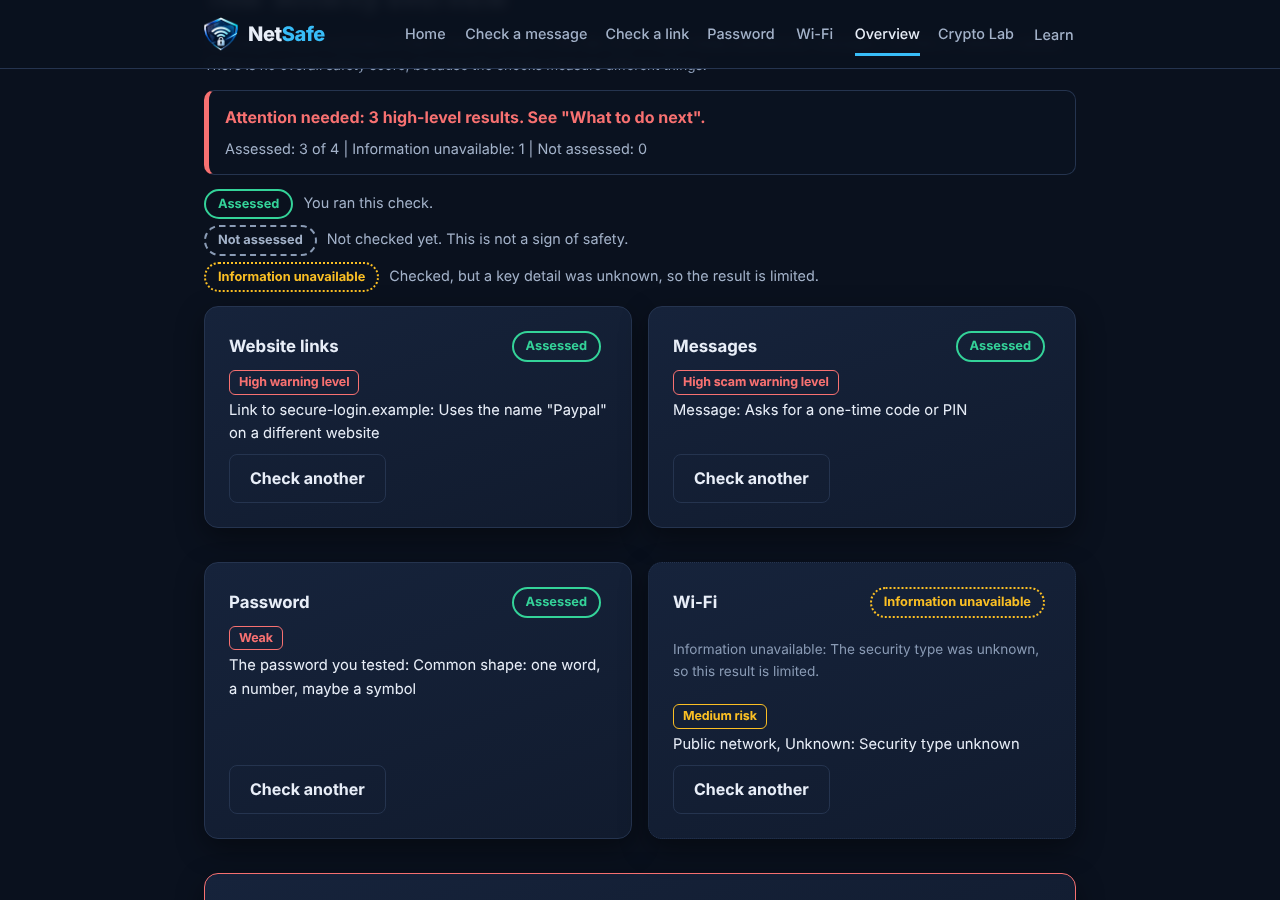 NetSafe
Home Check a message Check a link Password Wi-Fi Overview Crypto Lab Learn
Attention needed: 3 high-level results. See "What to do next".
Assessed: 3 of 4 | Information unavailable: 1 | Not assessed: 0
Assessed You ran this check.
Not assessed Not checked yet. This is not a sign of safety.
Information unavailable Checked, but a key detail was unknown, so the result is limited.
Website links Assessed
High warning level
Link to secure-login.example: Uses the name "Paypal"
on a different website
Check another
Messages Assessed
High scam warning level
Message: Asks for a one-time code or PIN
Check another
Password Assessed
Weak
The password you tested: Common shape: one word,
a number, maybe a symbol
Check another
Wi-Fi Information unavailable
Information unavailable: The security type was unknown,
so this result is limited.
Medium risk
Public network, Unknown: Security type unknown
Check another